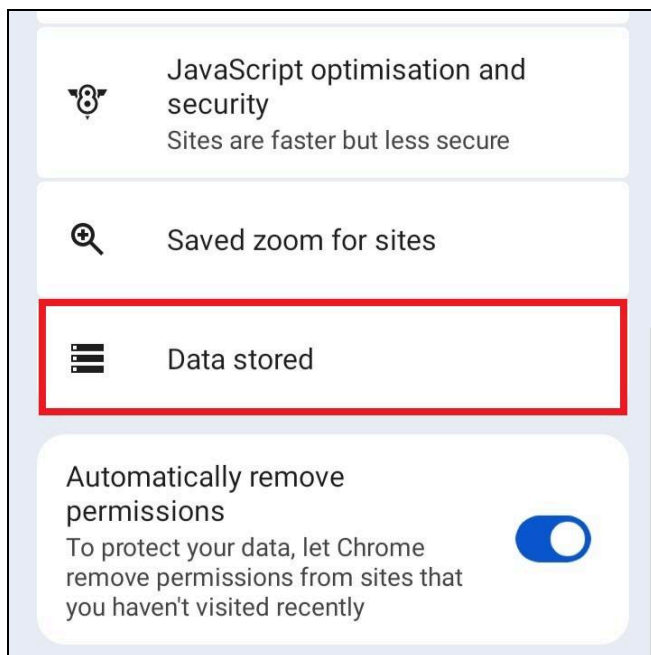 JavaScript optimisation and
security
Sites are faster but less secure
Saved zoom for sites
Data stored
Automatically remove
permissions
To protect your data, let Chrome
remove permissions from sites that
you haven't visited recently